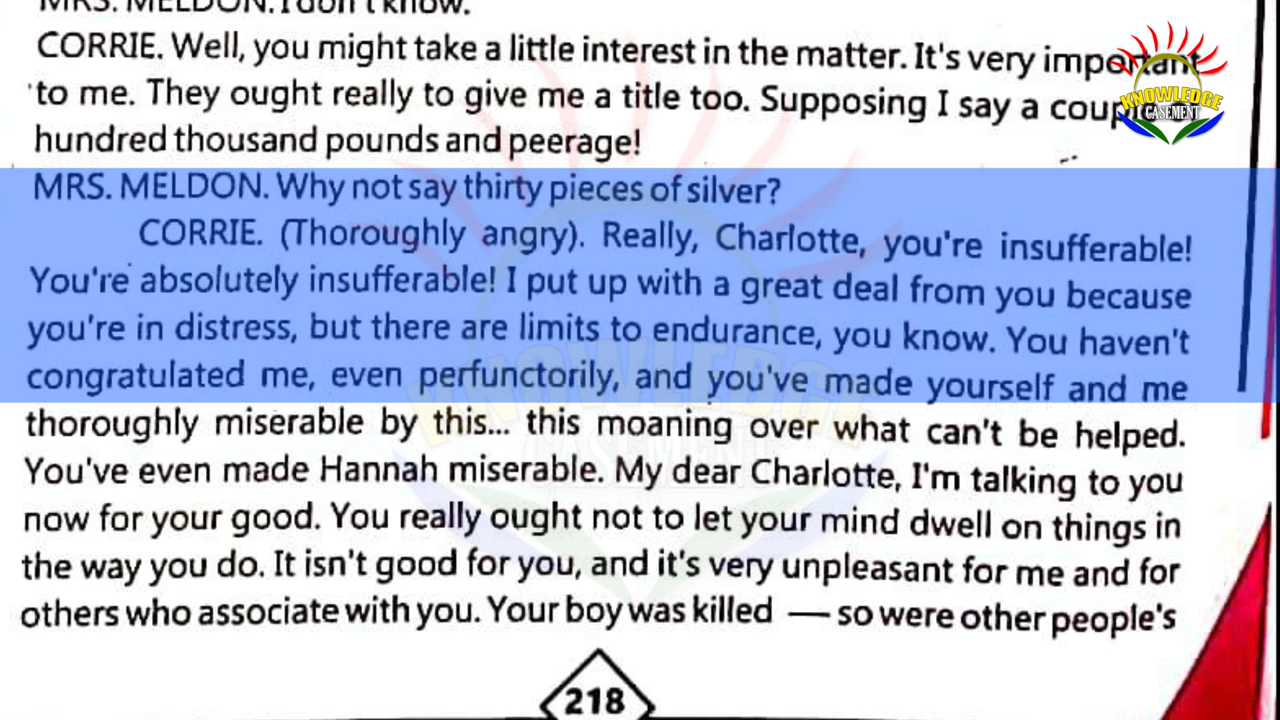 MRS. MELDON. I don't know.
CORRIE. Well, you might take a little interest in the matter. It's very important
to me. They ought really to give me a title too. Supposing I say a
hundred thousand pounds and peerage!
MRS. MELDON. Why not say thirty pieces of silver?
CORRIE. (Thoroughly angry). Really, Charlotte, you're insufferable!
You're absolutely insufferable! I put up with a great deal from you because
you're in distress, but there are limits to endurance, you know. You haven't
congratulated me, even perfunctorily, and you've made yourself and me
thoroughly miserable by this... this moaning over what can't be helped.
You've even made Hannah miserable. My dear Charlotte, I'm talking to you
now for your good. You really ought not to let your mind dwell on things in
the way you do. It isn't good for you, and it's very unpleasant for me and for
others who associate with you. Your boy was killed — so were other people's
218
KNOWLEDGE
CASEMENT
KNOWLEDGE
CASEMENT